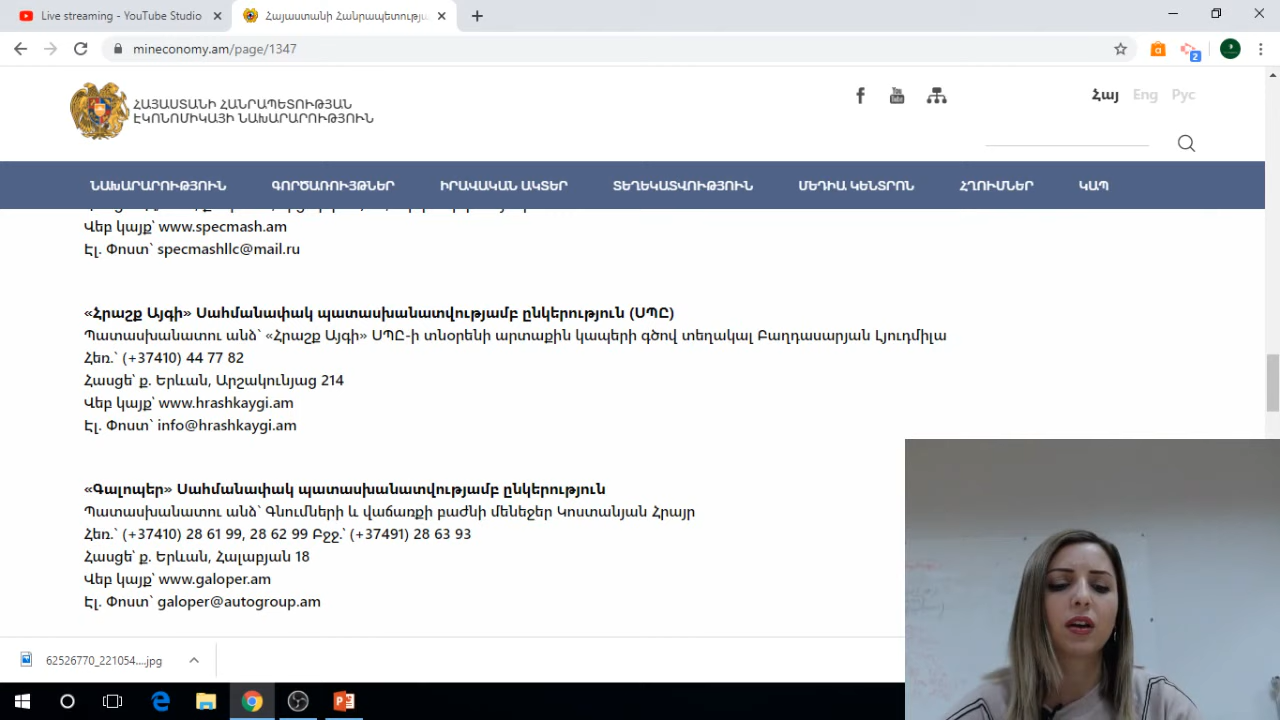 Live streaming - YouTube Studio
Հայաստանի Հանրապետությա
mineconomy.am/page/1347
2
ՀԱՅԱՍՏԱՆԻ ՀԱՆՐԱՊԵՏՈՒԹՅԱՆ
ԷԿՈՆՈՄԻԿԱՅԻ ՆԱԽԱՐԱՐՈՒԹՅՈՒՆ
Հայ Eng Рус
ՆԱԽԱՐԱՐՈՒԹՅՈՒՆ ԳՈՐԾԱՌՈՒՅԹՆԵՐ ԻՐԱՎԱԿԱՆ ԱԿՏԵՐ ՏԵՂԵԿԱՏՎՈՒԹՅՈՒՆ ՄԵԴԻԱ ԿԵՆՏՐՈՆ ՀՂՈՒՄՆԵՐ ԿԱՊ
Վեբ կայք՝ www.specmash.am
Էլ. Փոստ՝ specmashllc@mail.ru
«Հրաշք Այգի» Սահմանափակ պատասխանատվությամբ ընկերություն (ՍՊԸ)
Պատասխանատու անձ՝ «Հրաշք Այգի» ՍՊԸ-ի տնօրենի արտաքին կապերի գծով տեղակալ Բաղդասարյան Լյուդմիլա
Հեռ.՝ (+37410) 44 77 82
Հասցե՝ ք. Երևան, Արշակունյաց 214
Վեբ կայք՝ www.hrashkaygi.am
Էլ. Փոստ՝ info@hrashkaygi.am
«Գալոպեր» Սահմանափակ պատասխանատվությամբ ընկերություն
Պատասխանատու անձ՝ Գնումների և վաճառքի բաժնի մենեջեր Կոստանյան Հրայր
Հեռ.՝ (+37410) 28 61 99, 28 62 99 Բջջ.՝ (+37491) 28 63 93
Հասցե՝ ք. Երևան, Հալաբյան 18
Վեբ կայք՝ www.galoper.am
Էլ. Փոստ՝ galoper@autogroup.am
62526770_221054....jpg